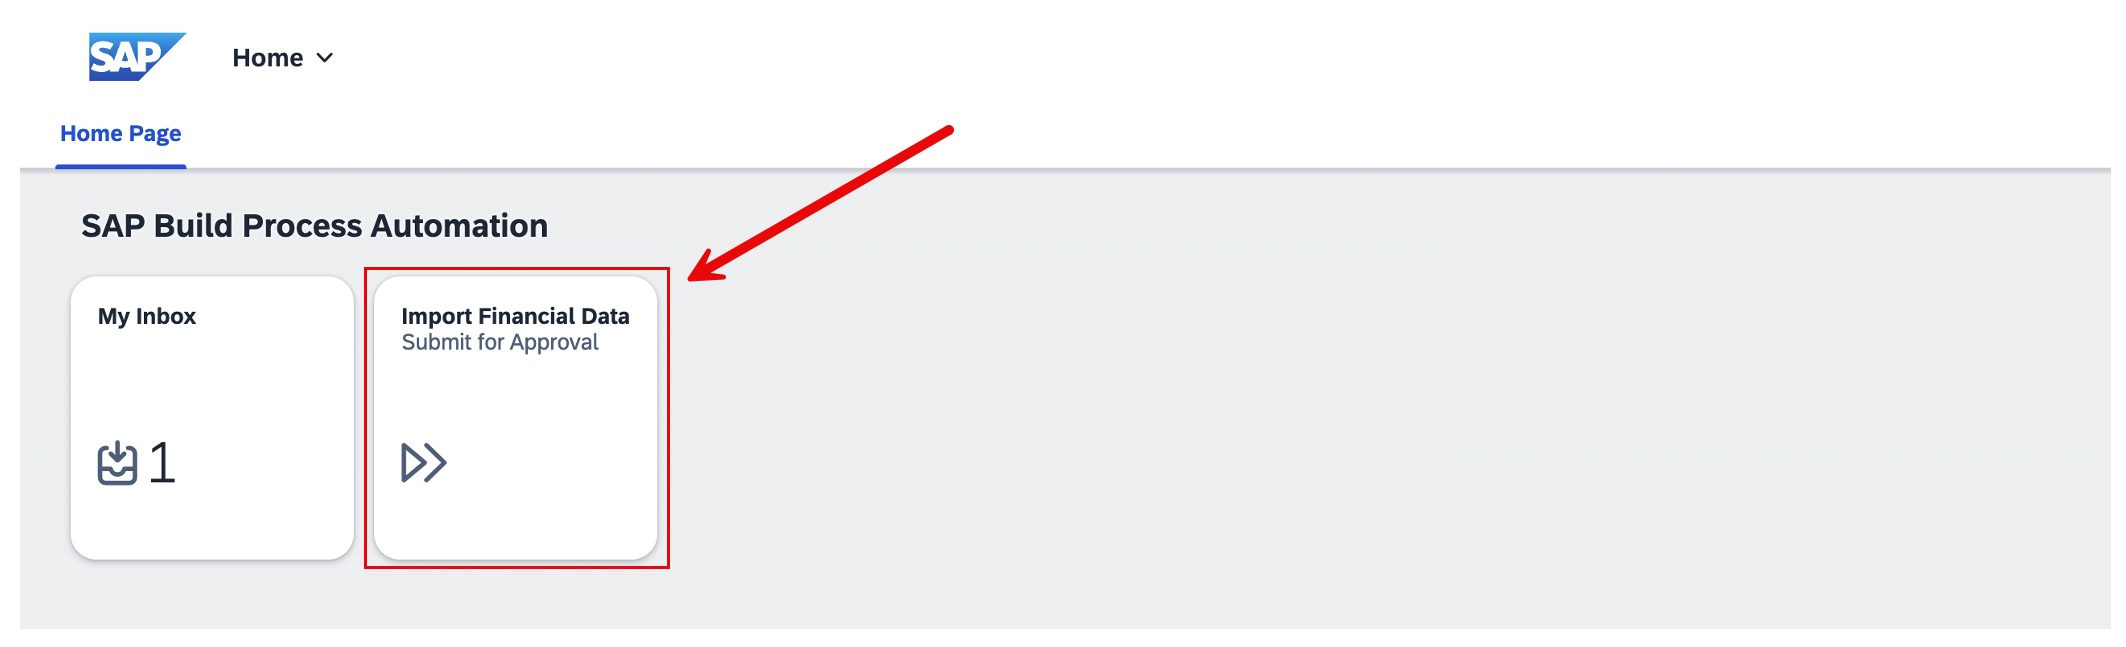 SAP
Home
Home Page
SAP Build Process Automation
My Inbox
1
Import Financial Data
Submit for Approval